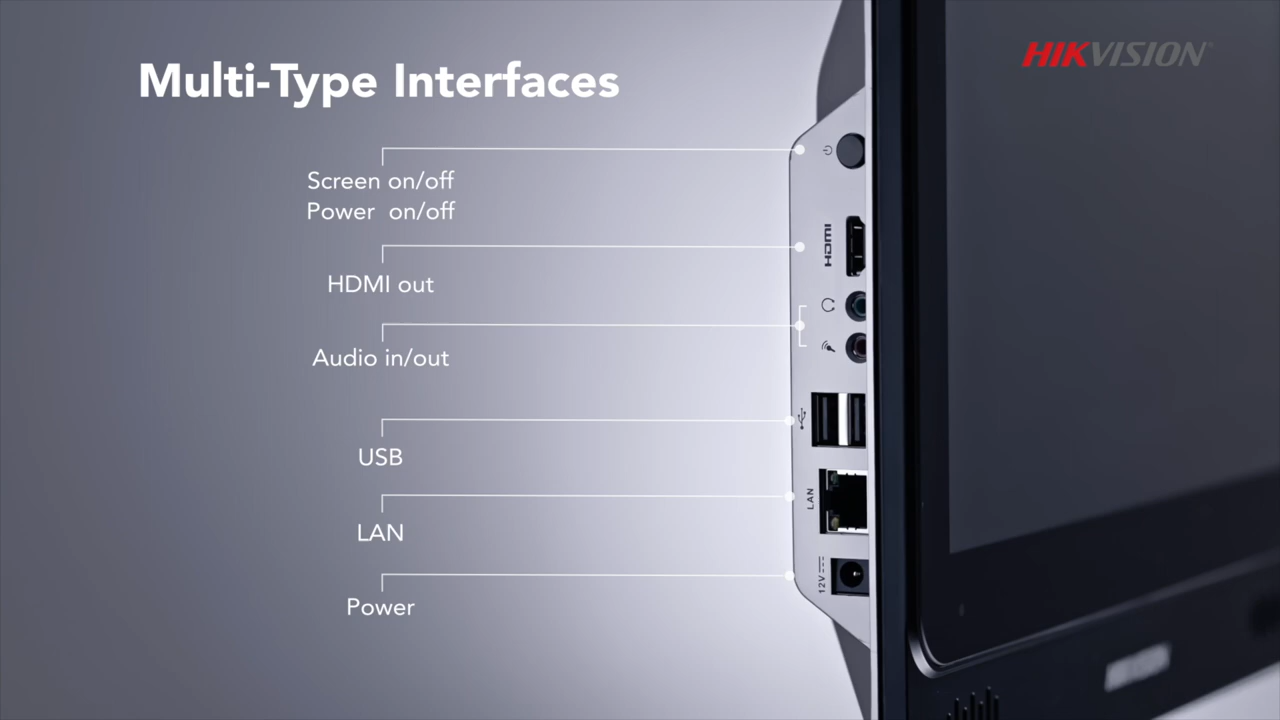 HIKVISION
Multi-Type Interfaces
Screen on/off
Power on/off
HDMI out
Audio in/out
USB
LAN
Power
HDMI
LAN
12V